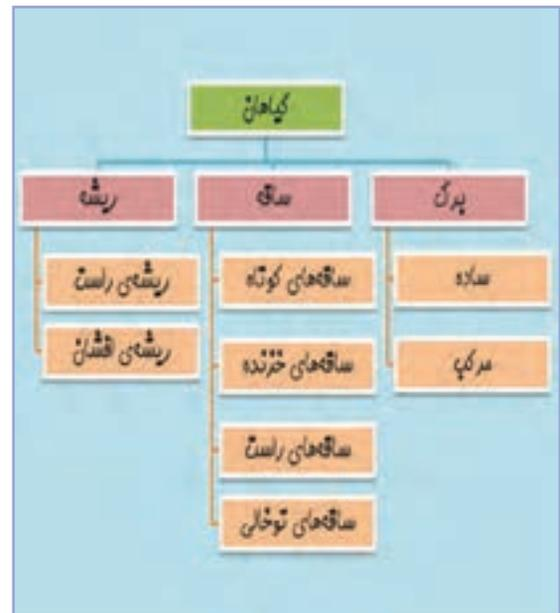 گیاهان
برگ
ساده
مرکب
ساقه
ساقه‌های کوتاه
ساقه‌های خزنده
ساقه‌های راست
ساقه‌های توخالی
ریشه
ریشه‌ی راست
ریشه‌ی افشان